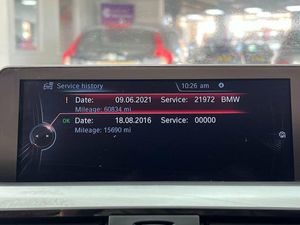 Service history 10:26 am
! Date: 09.06.2021 Service: 21972 BMW
Mileage: 60834 mi
OK Date: 18.08.2016 Service: 00000
Mileage: 15690 mi